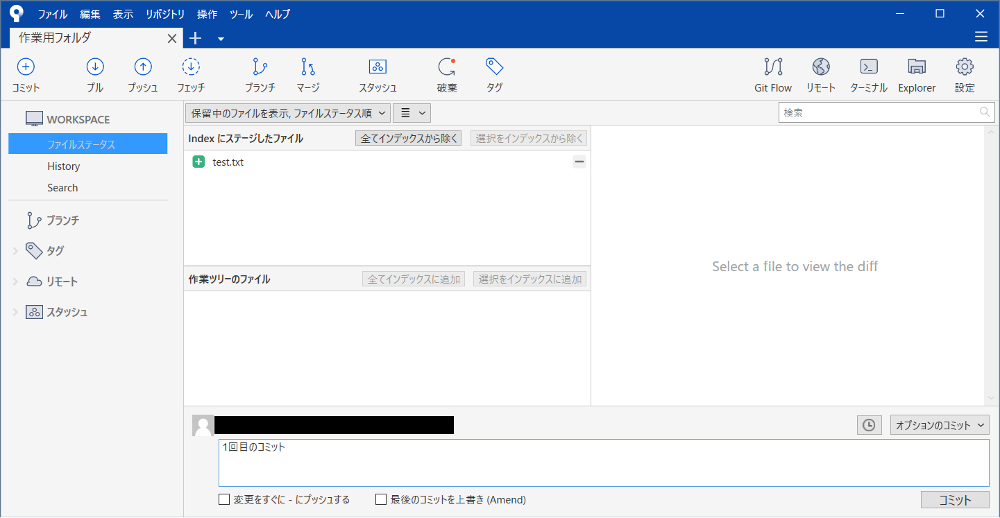 ファイル 編集 表示 リポジトリ 操作 ツール ヘルプ
作業用フォルダ
コミット プル プッシュ フェッチ ブランチ マージ スタッシュ 破棄 タグ Git Flow リモート ターミナル Explorer 設定
WORKSPACE
ファイルステータス
History
Search
ブランチ
タグ
リモート
スタッシュ
保留中のファイルを表示, ファイルステータス順
検索
Index にステージしたファイル 全てインデックスから除く 選択をインデックスから除く
test.txt
作業ツリーのファイル 全てインデックスに追加 選択をインデックスに追加
Select a file to view the diff
オプションのコミット
1回目のコミット
変更をすぐに - にプッシュする 最後のコミットを上書き (Amend)
コミット